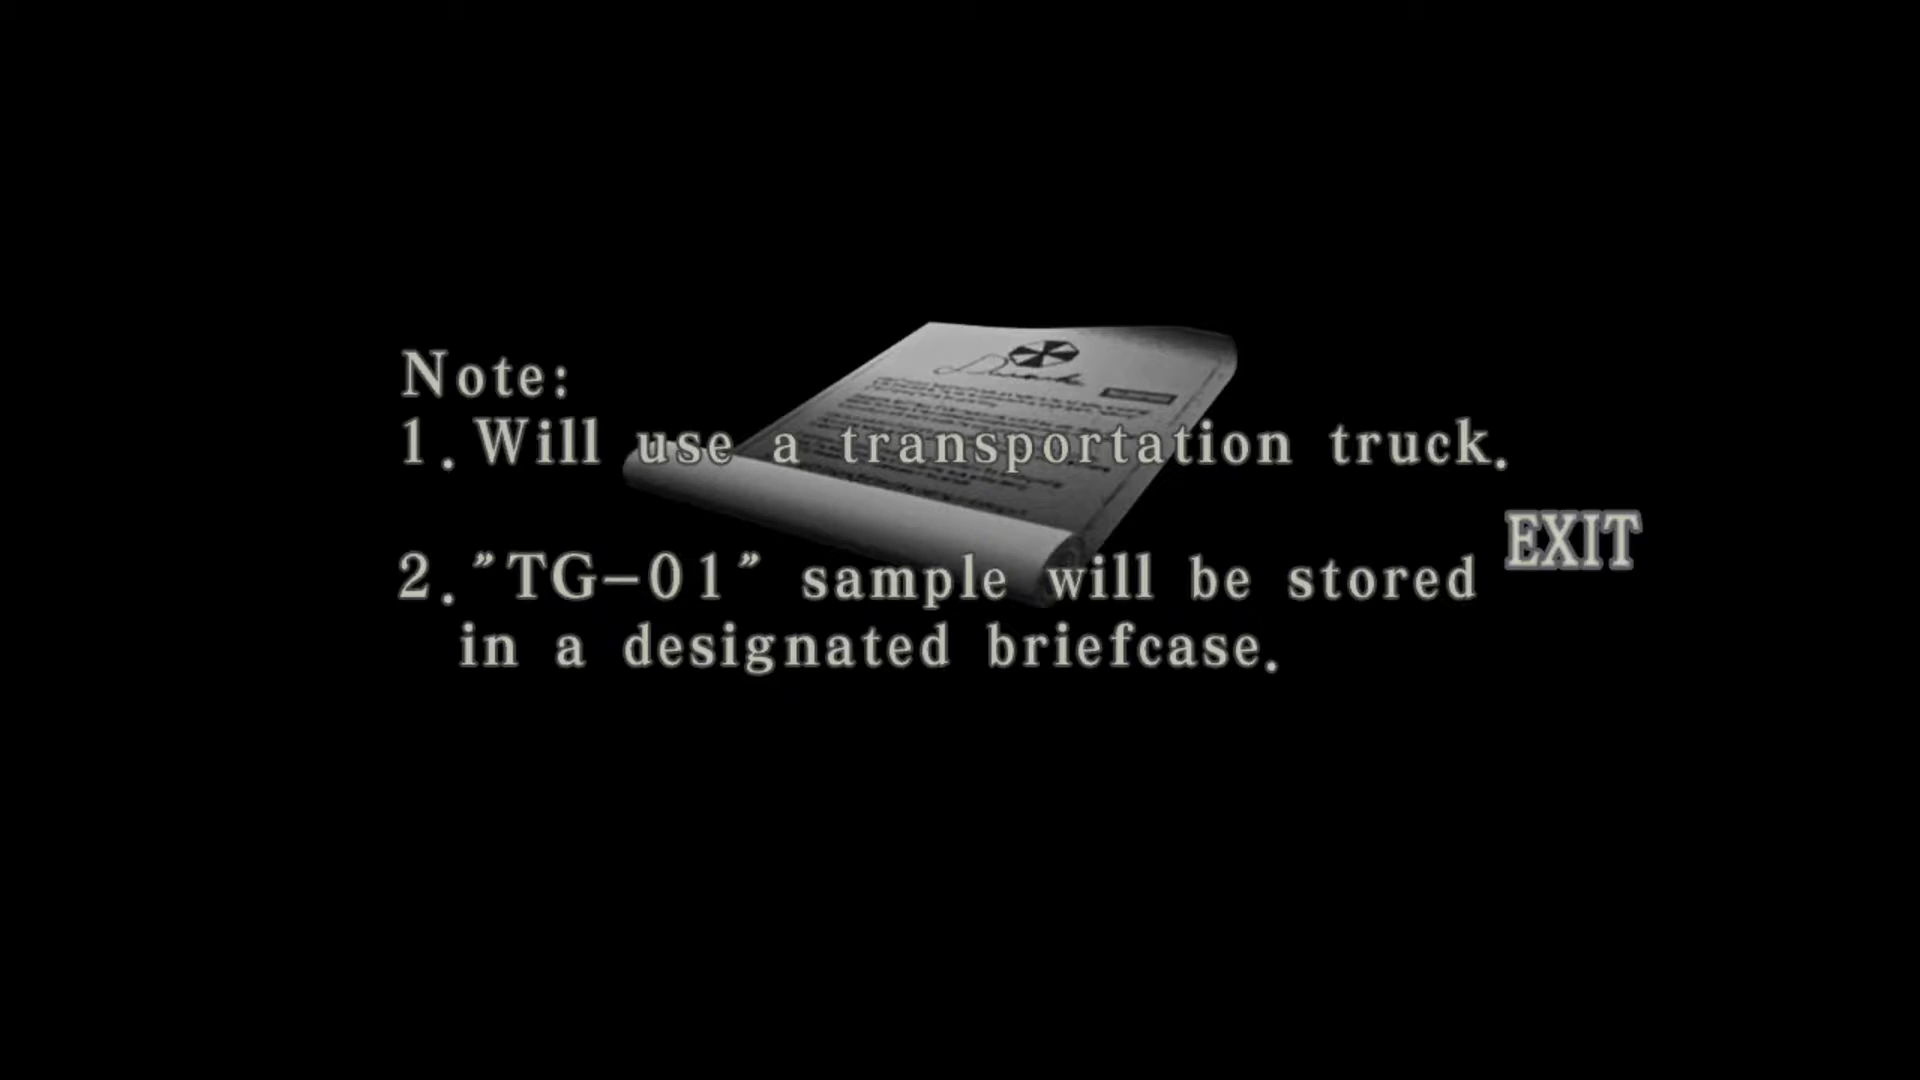 Note:
1. Will use a transportation truck.
EXIT
2. "TG-01" sample will be stored
in a designated briefcase.